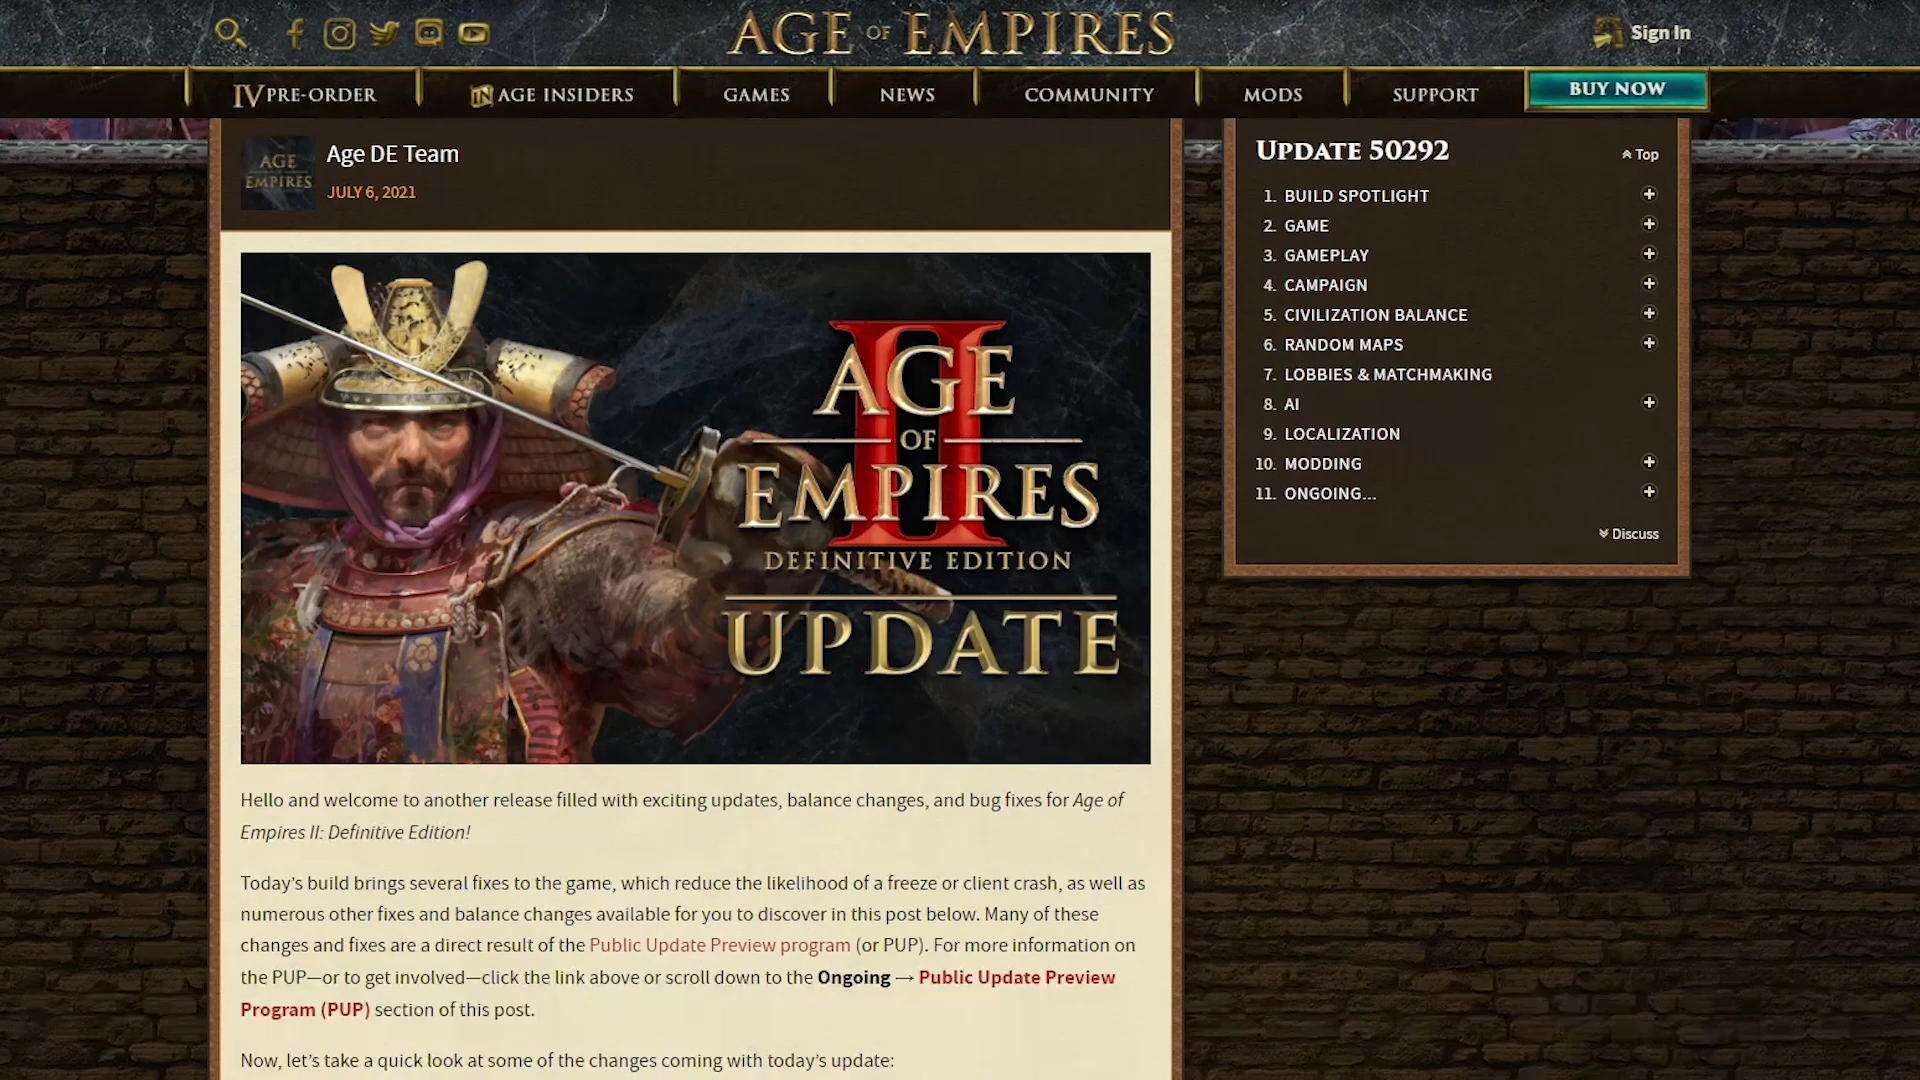 AGE OF EMPIRES
Sign In
IV PRE-ORDER
IN AGE INSIDERS
GAMES
NEWS
COMMUNITY
MODS
SUPPORT
BUY NOW
AGE
EMPIRES
Age DE Team
JULY 6, 2021
II
AGE
OF
EMPIRES
DEFINITIVE EDITION
UPDATE
Hello and welcome to another release filled with exciting updates, balance changes, and bug fixes for Age of
Empires II: Definitive Edition!
Today’s build brings several fixes to the game, which reduce the likelihood of a freeze or client crash, as well as
numerous other fixes and balance changes available for you to discover in this post below. Many of these
changes and fixes are a direct result of the Public Update Preview program (or PUP). For more information on
the PUP—or to get involved—click the link above or scroll down to the Ongoing → Public Update Preview
Program (PUP) section of this post.
Now, let’s take a quick look at some of the changes coming with today’s update:
UPDATE 50292
Top
1. BUILD SPOTLIGHT
2. GAME
3. GAMEPLAY
4. CAMPAIGN
5. CIVILIZATION BALANCE
6. RANDOM MAPS
7. LOBBIES & MATCHMAKING
8. AI
9. LOCALIZATION
10. MODDING
11. ONGOING...
Discuss